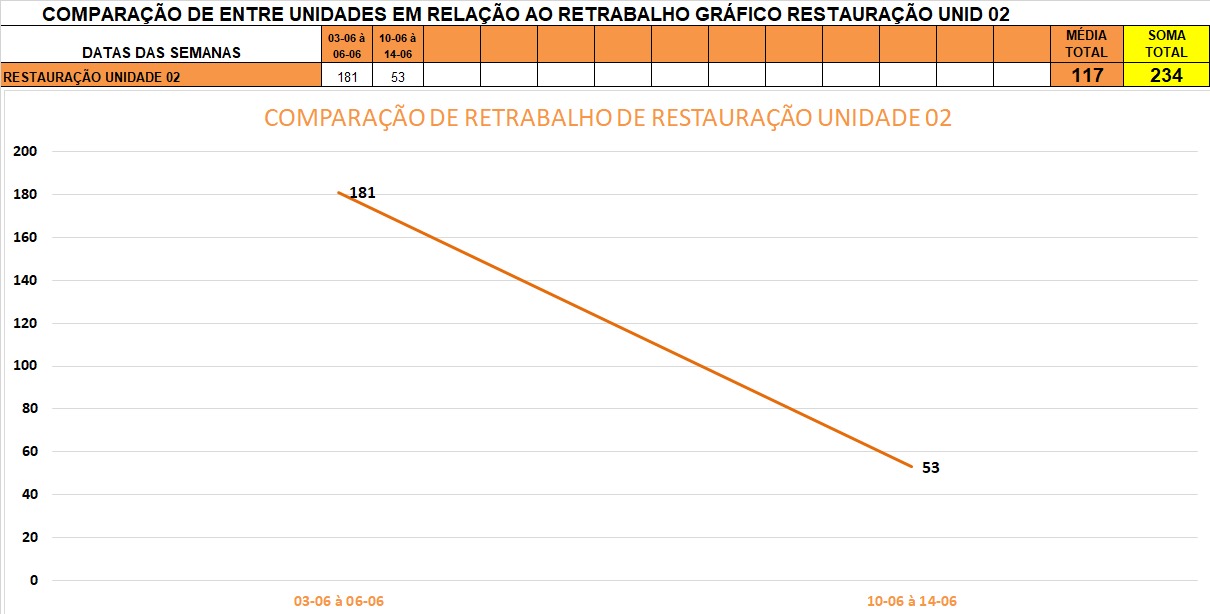 COMPARAÇÃO DE ENTRE UNIDADES EM RELAÇÃO AO RETRABALHO GRÁFICO RESTAURAÇÃO UNID 02
DATAS DAS SEMANAS 03-06 à 06-06 10-06 à 14-06 MÉDIA TOTAL SOMA TOTAL
RESTAURAÇÃO UNIDADE 02 181 53 117 234
COMPARAÇÃO DE RETRABALHO DE RESTAURAÇÃO UNIDADE 02
200
180
181
160
140
120
100
80
60
53
40
20
0
03-06 à 06-06 10-06 à 14-06